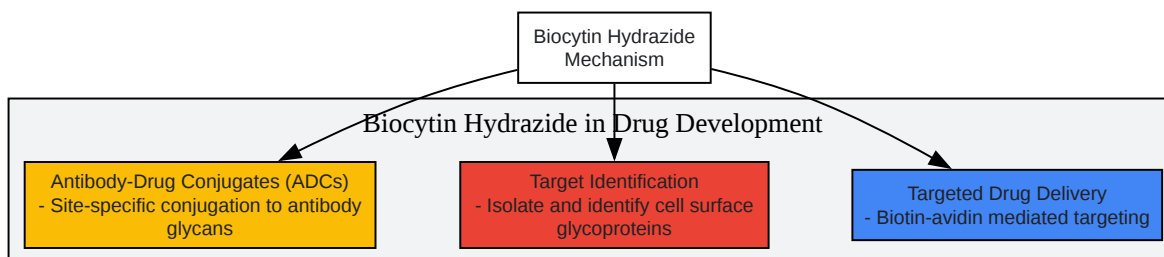 Biocytin Hydrazide
Mechanism
Biocytin Hydrazide in Drug Development
Antibody-Drug Conjugates (ADCs)
- Site-specific conjugation to antibody
glycans
Target Identification
- Isolate and identify cell surface
glycoproteins
Targeted Drug Delivery
- Biotin-avidin mediated targeting